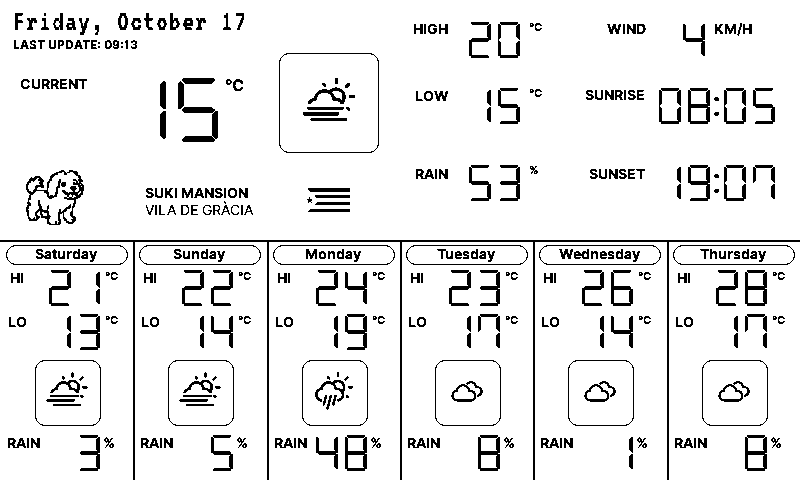 Friday, October 17
LAST UPDATE: 09:13
CURRENT 15 °C
SUKI MANSION
VILA DE GRÀCIA
HIGH 20 °C
LOW 15 °C
RAIN 53 %
WIND 4 KM/H
SUNRISE 08:05
SUNSET 19:07
Saturday
HI 21 °C
LO 13 °C
RAIN 3 %
Sunday
HI 22 °C
LO 14 °C
RAIN 5 %
Monday
HI 24 °C
LO 19 °C
RAIN 48 %
Tuesday
HI 23 °C
LO 17 °C
RAIN 8 %
Wednesday
HI 26 °C
LO 14 °C
RAIN 1 %
Thursday
HI 28 °C
LO 17 °C
RAIN 8 %